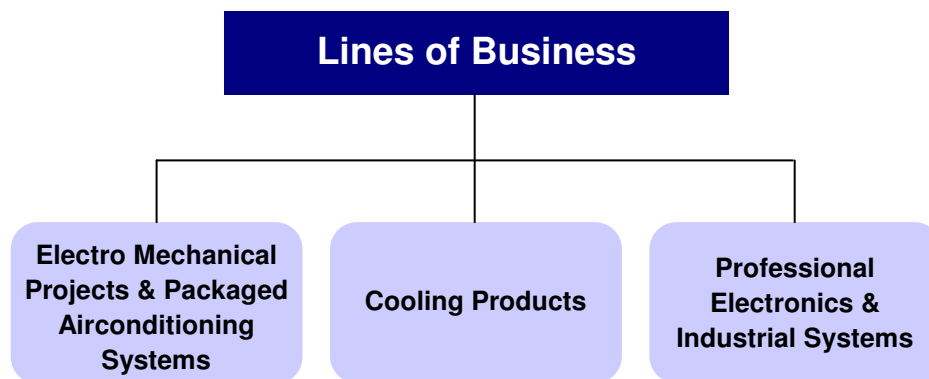 Lines of Business
Electro Mechanical
Projects & Packaged
Airconditioning
Systems
Cooling Products
Professional
Electronics &
Industrial Systems